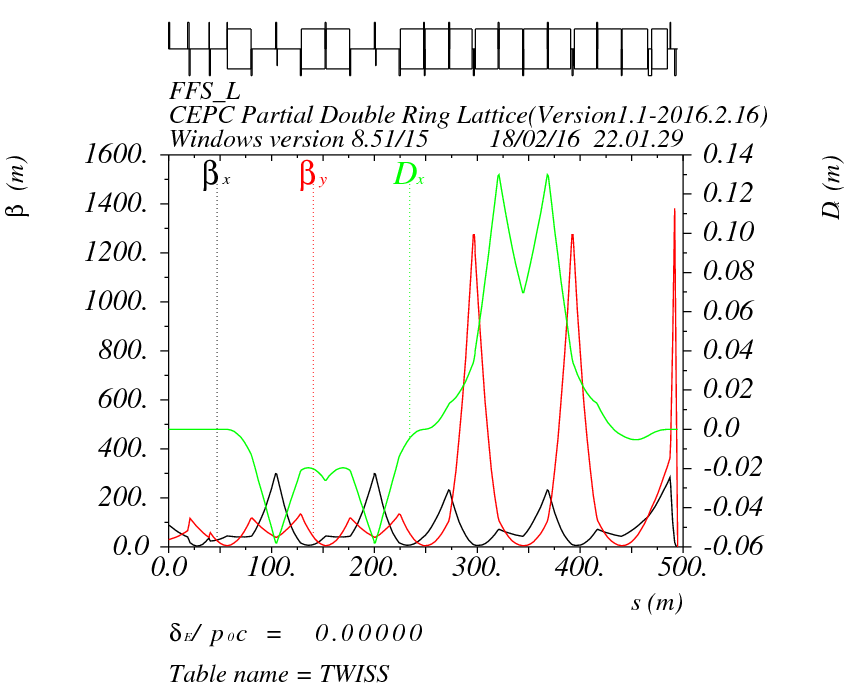 FFS_L
CEPC Partial Double Ring Lattice(Version1.1-2016.2.16)
Windows version 8.51/15 18/02/16 22.01.29
β (m)
1600.
1400.
1200.
1000.
800.
600.
400.
200.
0.0
βx
βy
Dx
0.14
0.12
0.10
0.08
0.06
0.04
0.02
0.0
-0.02
-0.04
-0.06
D (m)
0.0 100. 200. 300. 400. 500.
s (m)
δE/ p0c = 0.00000
Table name = TWISS